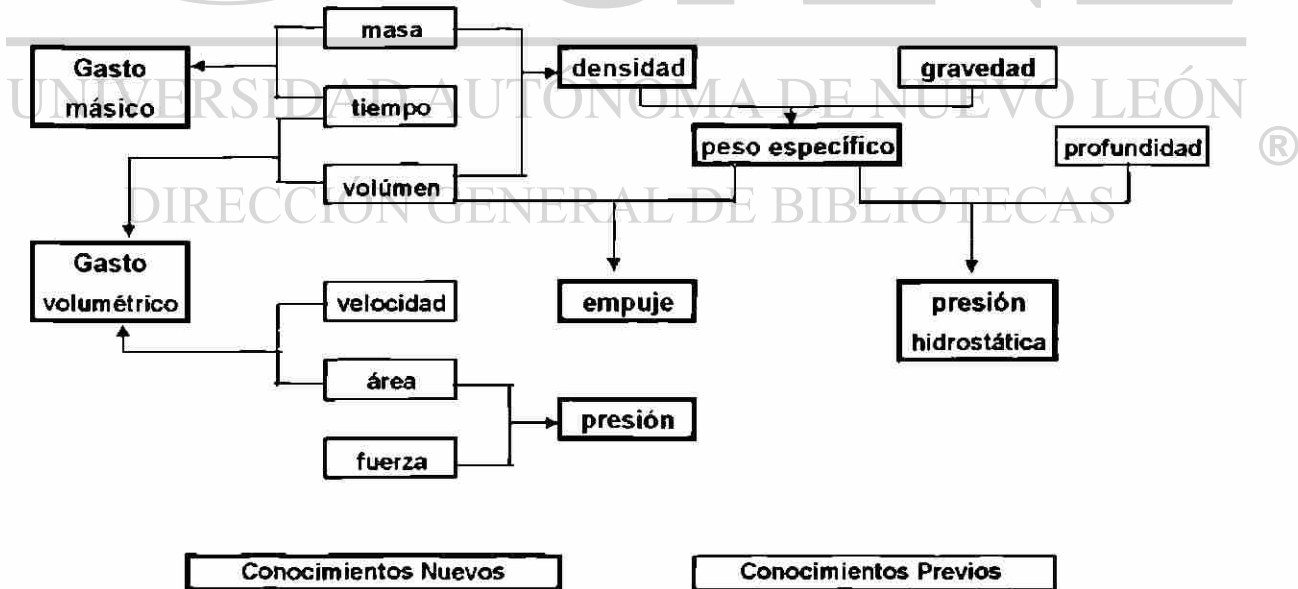 masa
Gasto
másico
densidad
gravedad
UNIVERSIDAD AUTÓNOMA DE NUEVO LEÓN
®
tiempo
peso específico
profundidad
volúmen
DIRECCIÓN GENERAL DE BIBLIOTECAS
Gasto
volumétrico
velocidad
empuje
presión
hidrostática
área
presión
fuerza
Conocimientos Nuevos
Conocimientos Previos